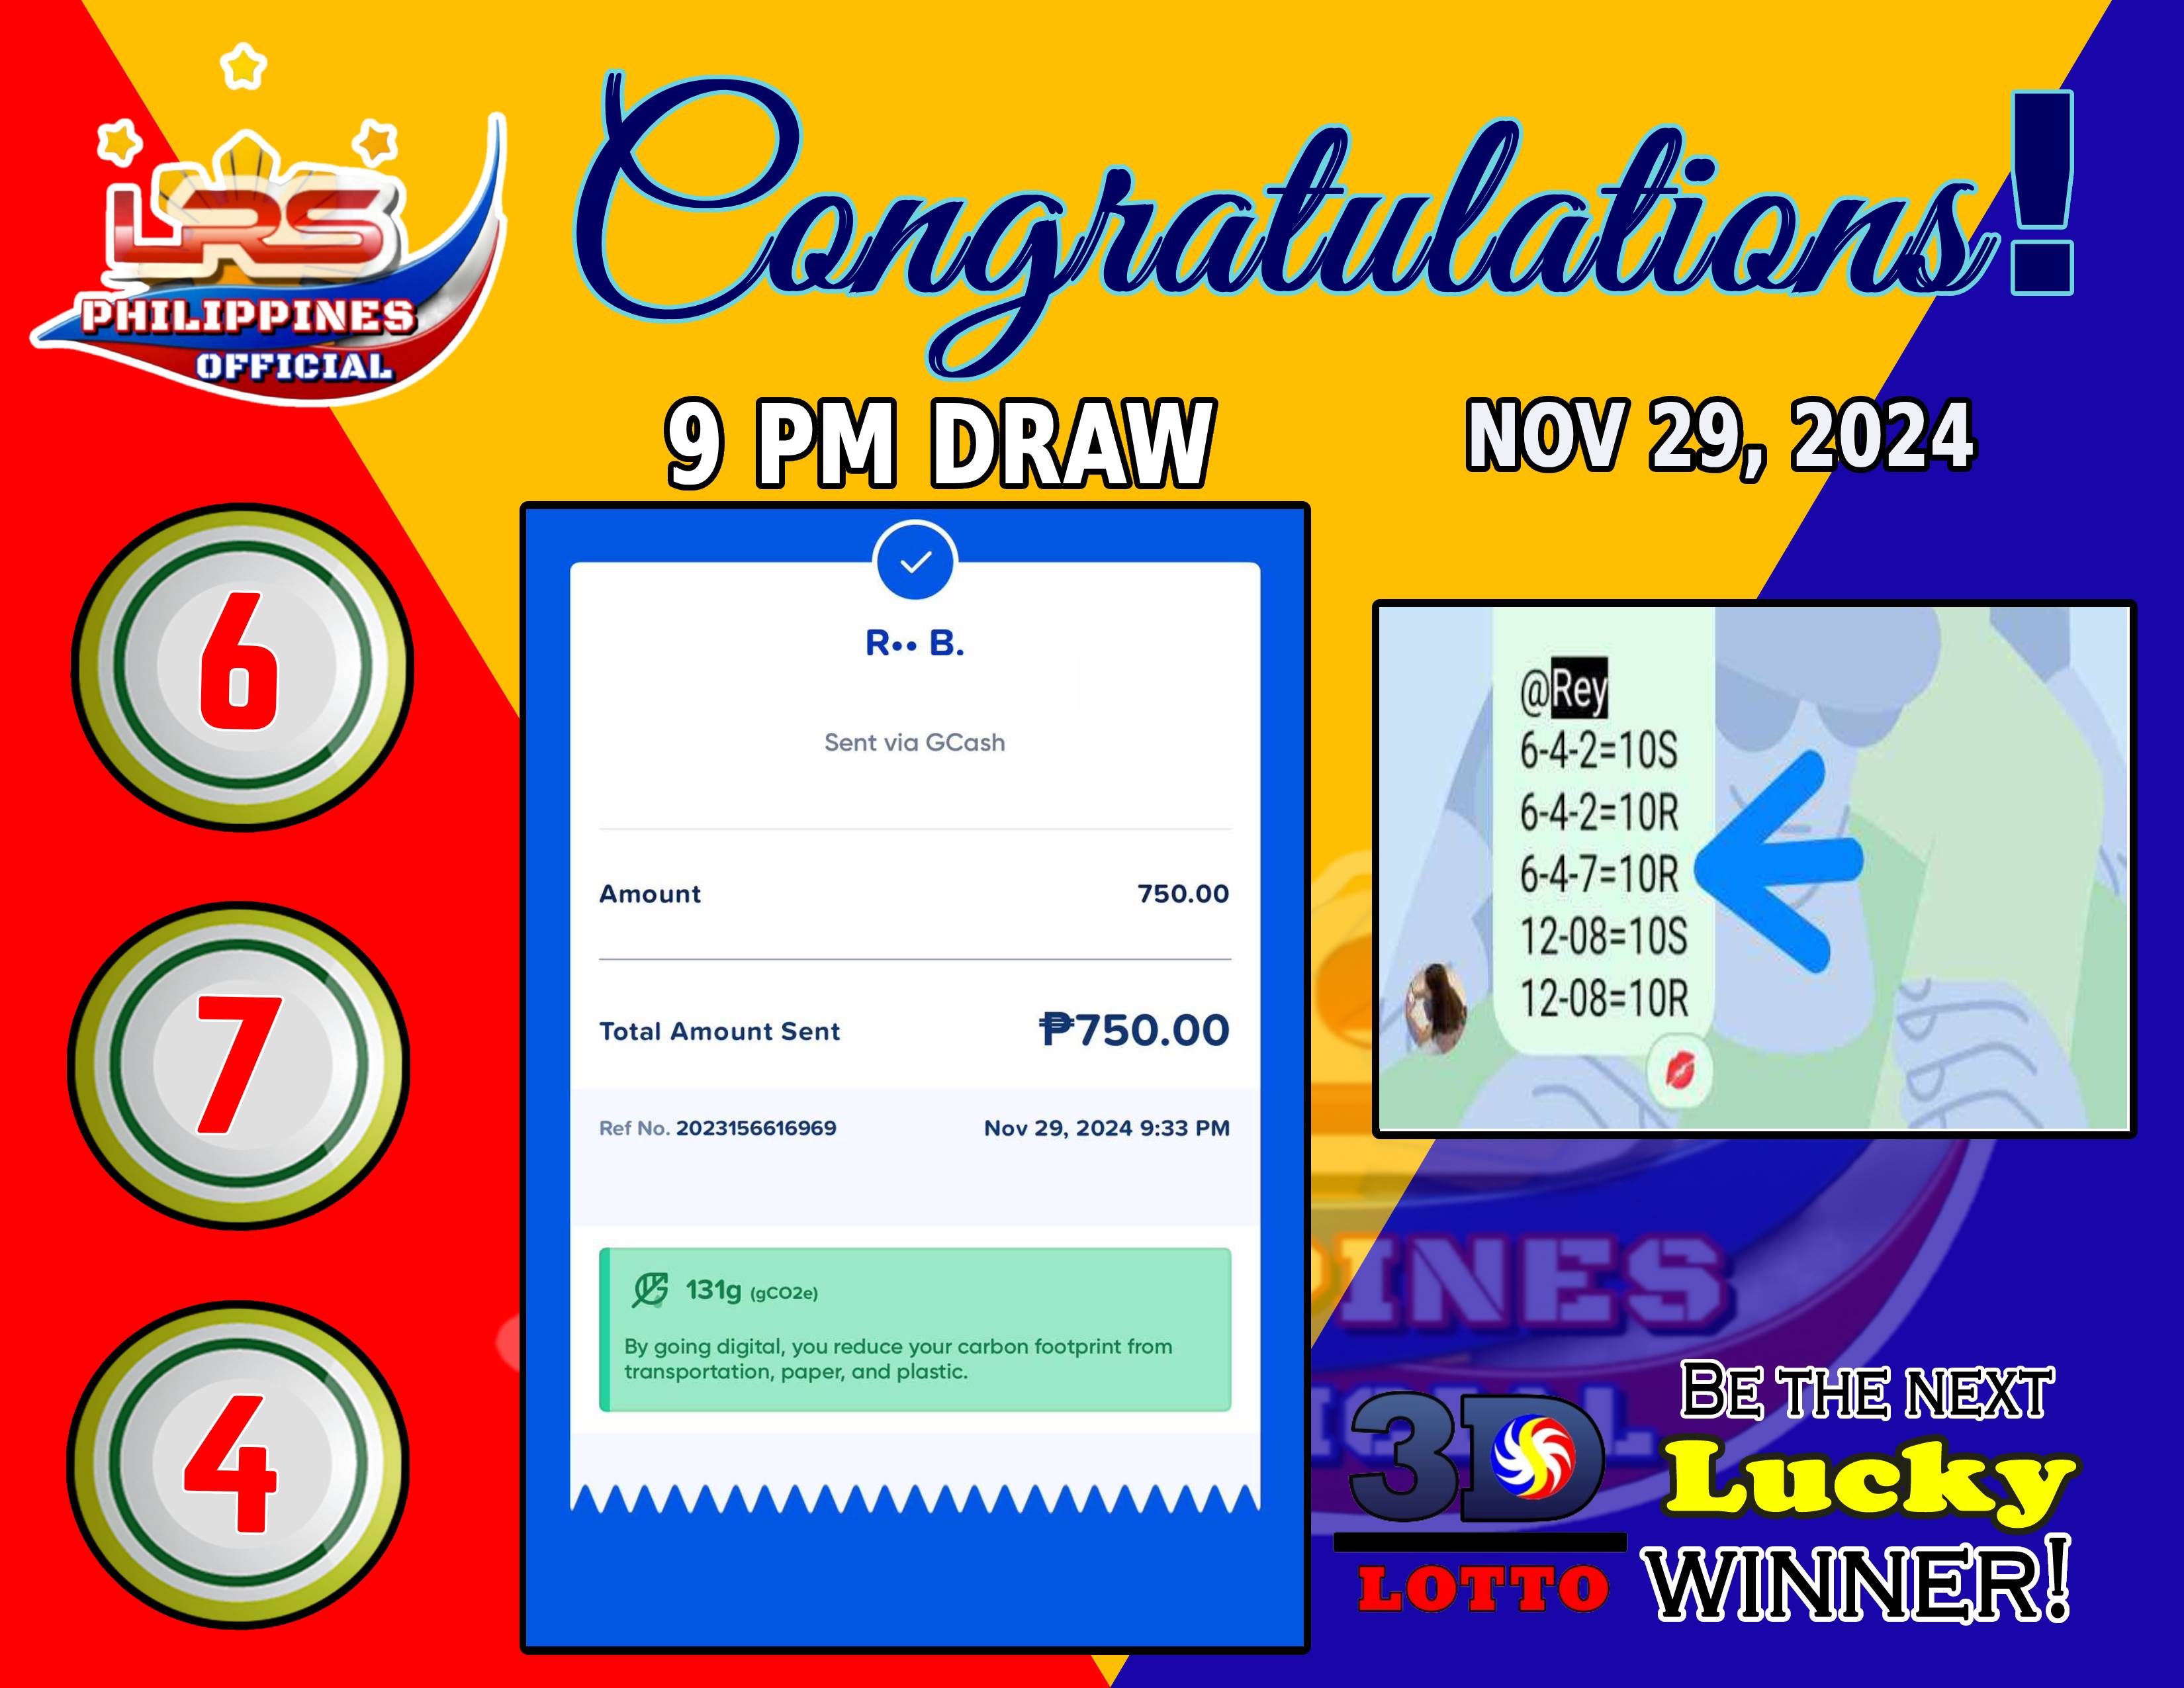 LRS
PHILIPPINES
OFFICIAL
Congratulations!
9 PM DRAW
NOV 29, 2024
6
7
4
R•• B.
Sent via GCash
Amount 750.00
Total Amount Sent ₱750.00
Ref No. 2023156616969 Nov 29, 2024 9:33 PM
131g (gCO2e)
By going digital, you reduce your carbon footprint from
transportation, paper, and plastic.
@Rey
6-4-2=10S
6-4-2=10R
6-4-7=10R
12-08=10S
12-08=10R
PINES
ICIAL
3D
LOTTO
BE THE NEXT
Lucky
WINNER!